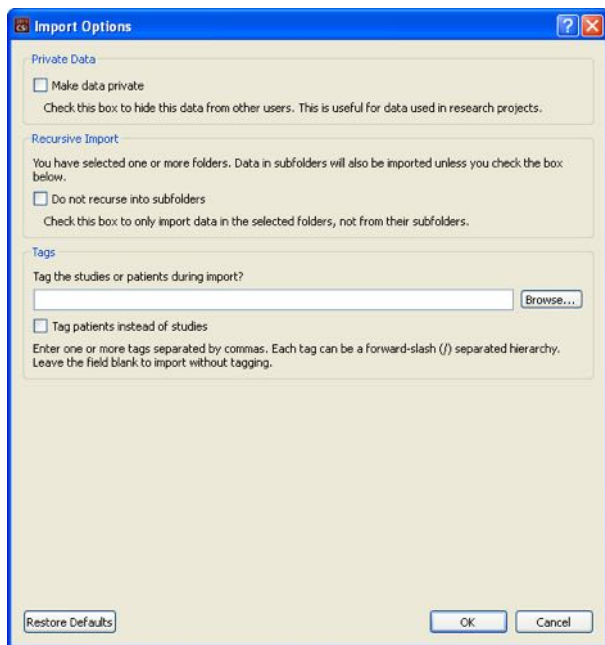 Import Options
Private Data
Make data private
Check this box to hide this data from other users. This is useful for data used in research projects.
Recursive Import
You have selected one or more folders. Data in subfolders will also be imported unless you check the box
below.
Do not recurse into subfolders
Check this box to only import data in the selected folders, not from their subfolders.
Tags
Tag the studies or patients during import?
Browse...
Tag patients instead of studies
Enter one or more tags separated by commas. Each tag can be a forward-slash (/) separated hierarchy.
Leave the field blank to import without tagging.
Restore Defaults
OK
Cancel